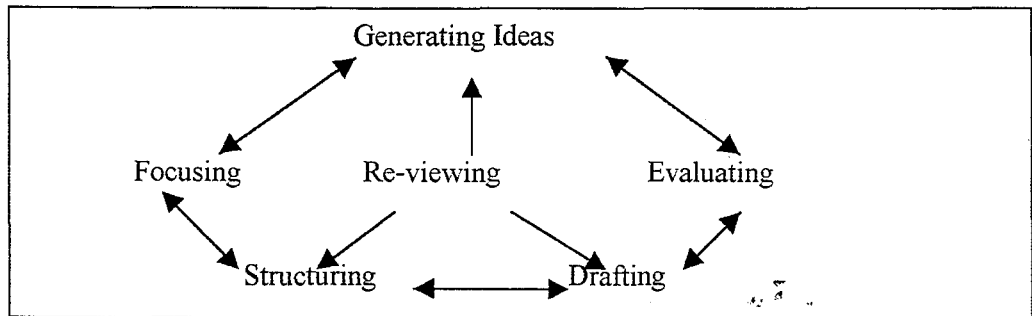 Generating Ideas
Focusing Re-viewing Evaluating
Structuring Drafting